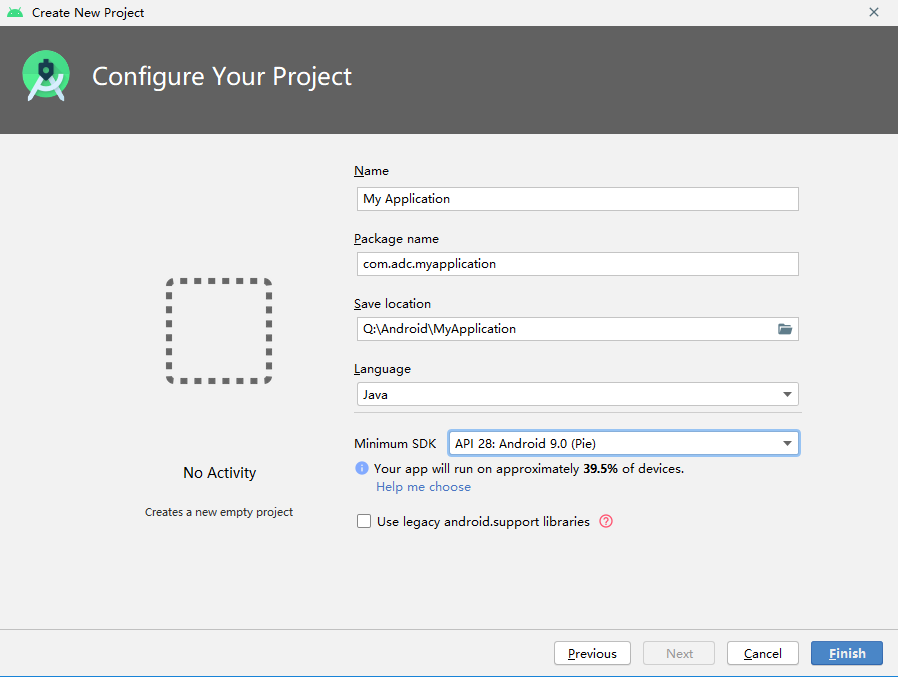 Create New Project
Configure Your Project
Name
My Application
Package name
com.adc.myapplication
Save location
Q:\Android\MyApplication
Language
Java
Minimum SDK API 28: Android 9.0 (Pie)
Your app will run on approximately 39.5% of devices.
Help me choose
Use legacy android.support libraries
No Activity
Creates a new empty project
Previous Next Cancel Finish